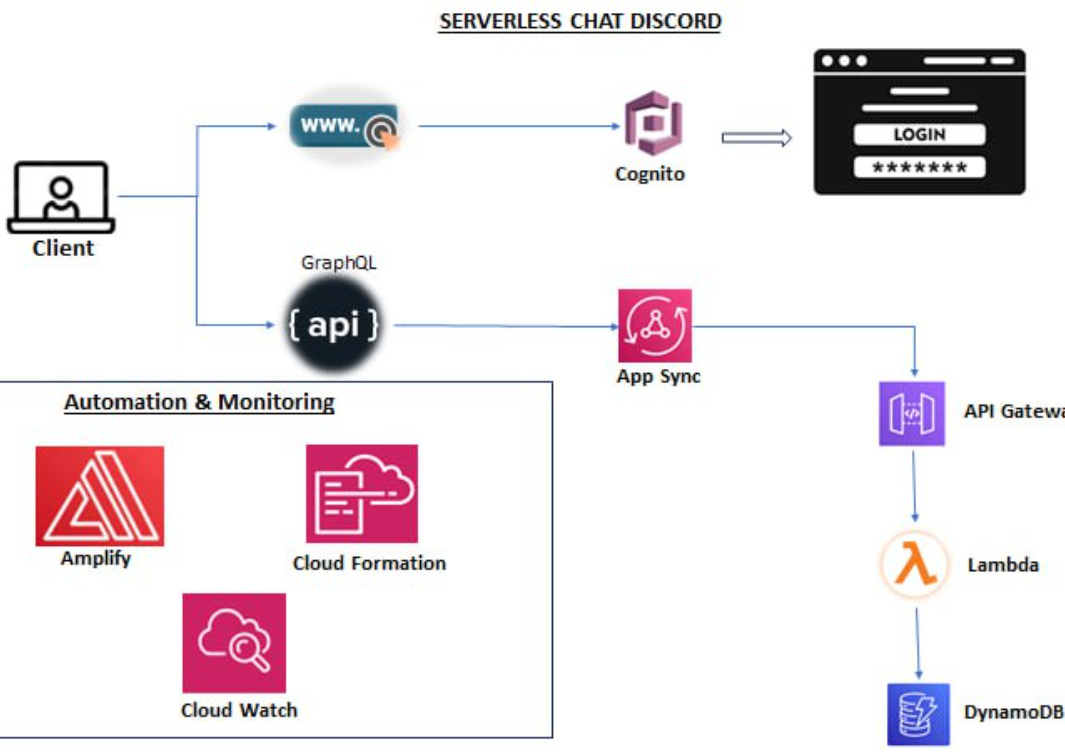 SERVERLESS CHAT DISCORD
www.
LOGIN
*******
Cognito
Client
GraphQL
{ api }
App Sync
API Gatewa
Automation & Monitoring
Amplify
Cloud Formation
Lambda
Cloud Watch
DynamoDB